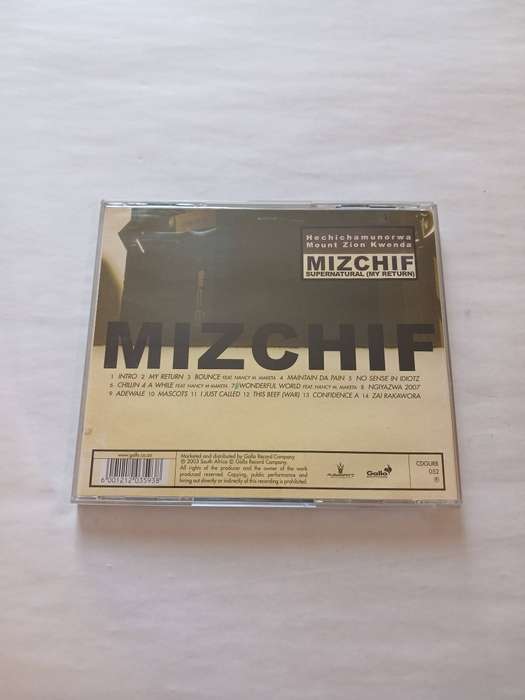 Hechichamunorwa
Mount Zion Kwenda
MIZCHIF
SUPERNATURAL (MY RETURN)
MIZCHIF
1 INTRO 2 MY RETURN 3 BOUNCE FEAT. NANCY M. MAKETA 4 MAINTAIN DA PAIN 5 NO SENSE IN IDIOTZ
6 CHILLIN 4 A WHILE FEAT. NANCY M MAKETA 7 WONDERFUL WORLD FEAT. NANCY M. MAKETA 8 NGIYAZWA 2007
9 ADEWALE 10 MASCOTS 11 I JUST CALLED 12 THIS BEEF (WAR) 13 CONFIDENCE A 14 ZAI RAKAWORA
www.gallo.co.za
6 001212 035938
Marketed and distributed by Gallo Record Company.
℗ 2003 South Africa © Gallo Record Company.
All rights of the producer and the owner of the work
produced reserved. Copying, public performance and
hiring out directly or indirectly of this recording is prohibited.
Gallo
CDGURB
052